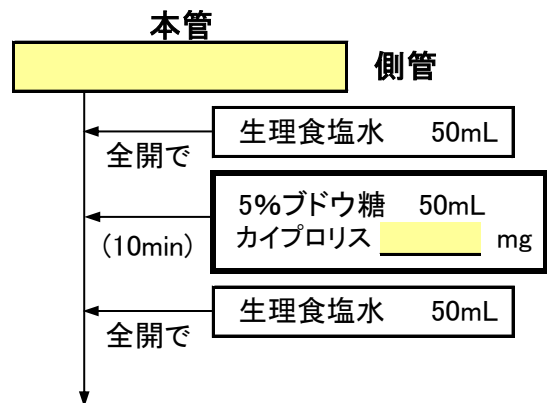 本管
側管
生理食塩水 50mL
全開で
5%ブドウ糖 50mL
カイプロリス mg
(10min)
生理食塩水 50mL
全開で